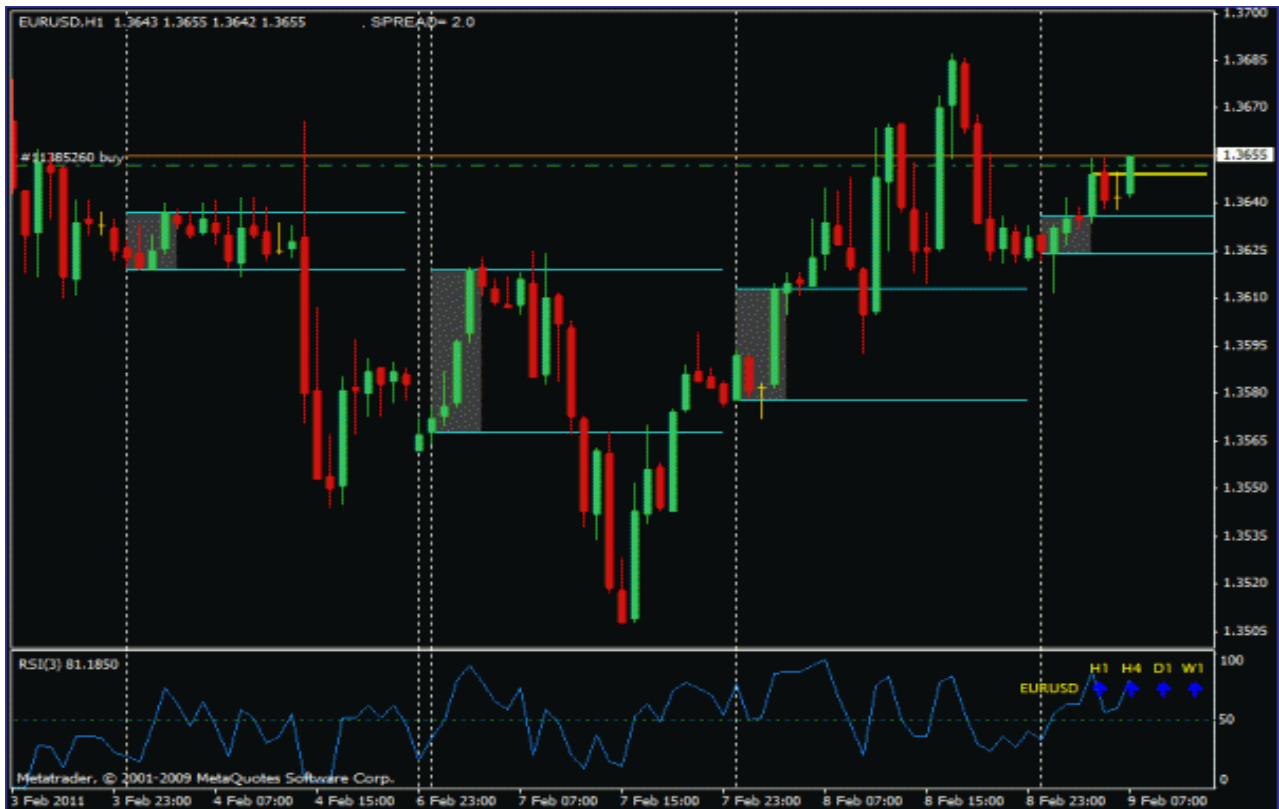 EURUSD,H1 1.3643 1.3655 1.3642 1.3655 , SPREAD= 2.0
1.3700
1.3685
1.3670
#11385260 buy
1.3655
1.3640
1.3625
1.3610
1.3595
1.3580
1.3565
1.3550
1.3535
1.3520
1.3505
RSI(3) 81.1850
100
H1 H4 D1 W1
EURUSD
50
Metatrader, © 2001-2009 MetaQuotes Software Corp.
0
3 Feb 2011 3 Feb 23:00 4 Feb 07:00 4 Feb 15:00 6 Feb 23:00 7 Feb 07:00 7 Feb 15:00 7 Feb 23:00 8 Feb 07:00 8 Feb 15:00 8 Feb 23:00 9 Feb 07:00